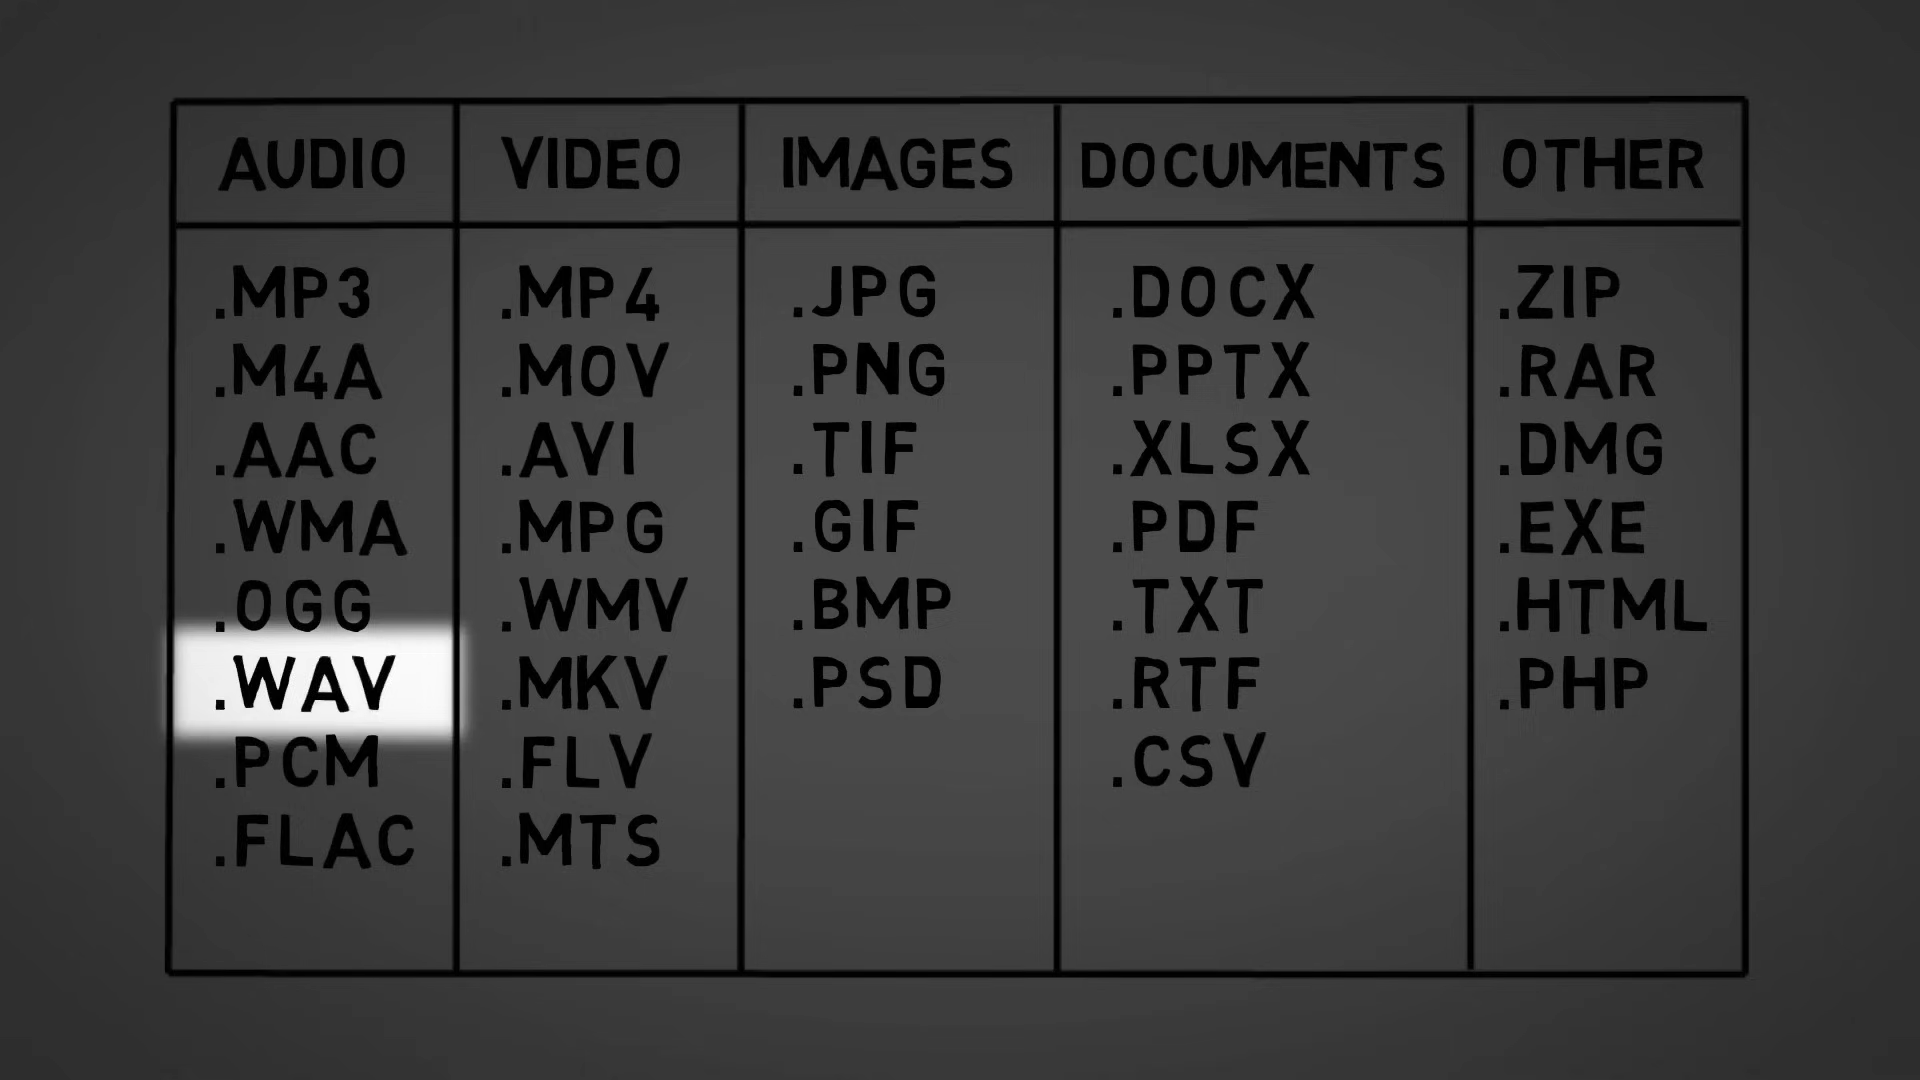 AUDIO VIDEO IMAGES DOCUMENTS OTHER
.MP3 .MP4 .JPG .DOCX .ZIP
.M4A .MOV .PNG .PPTX .RAR
.AAC .AVI .TIF .XLSX .DMG
.WMA .MPG .GIF .PDF .EXE
.OGG .WMV .BMP .TXT .HTML
.WAV .MKV .PSD .RTF .PHP
.PCM .FLV .CSV
.FLAC .MTS